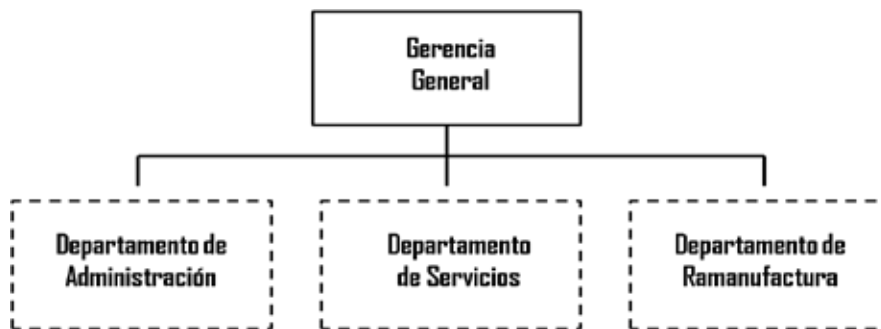 Gerencia
General
Departamento de
Administración
Departamento
de Servicios
Departamento de
Ramanufactura